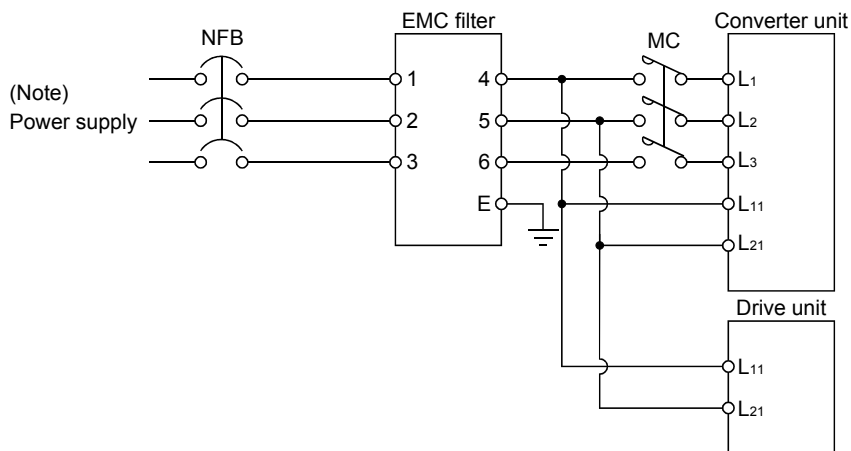 EMC filter
Converter unit
NFB
MC
(Note)
Power supply
1
4
L1
2
5
L2
3
6
L3
E
L11
L21
Drive unit
L11
L21